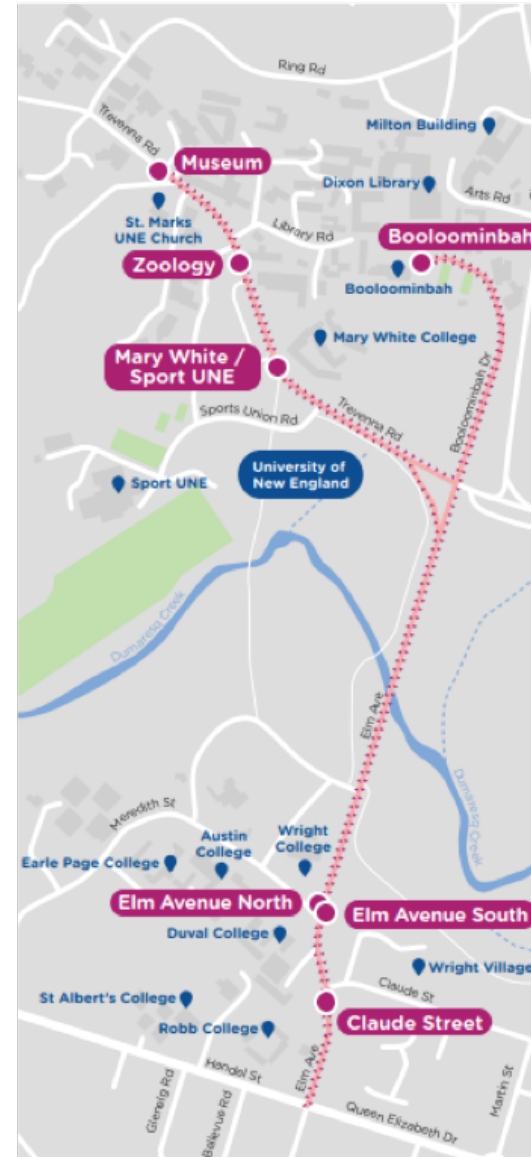 Ring Rd
Trevenna Rd
Milton Building
Museum
Dixon Library
Arts Rd
St. Marks
UNE Church
Library Rd
Booloominbah
Zoology
Booloominbah
Mary White College
Mary White /
Sport UNE
Booloominbah Dr
Trevenna Rd
Sports Union Rd
University of
New England
Sport UNE
Dumaresq Creek
Elm Ave
Dumaresq Creek
Meredith St
Austin
College
Wright
College
Earle Page College
Elm Avenue North
Elm Avenue South
Duval College
Wright Village
Claude St
St Albert's College
Claude Street
Robb College
Handel St
Elm Ave
Glenelg Rd
Bellevue Rd
Queen Elizabeth Dr
Martin St